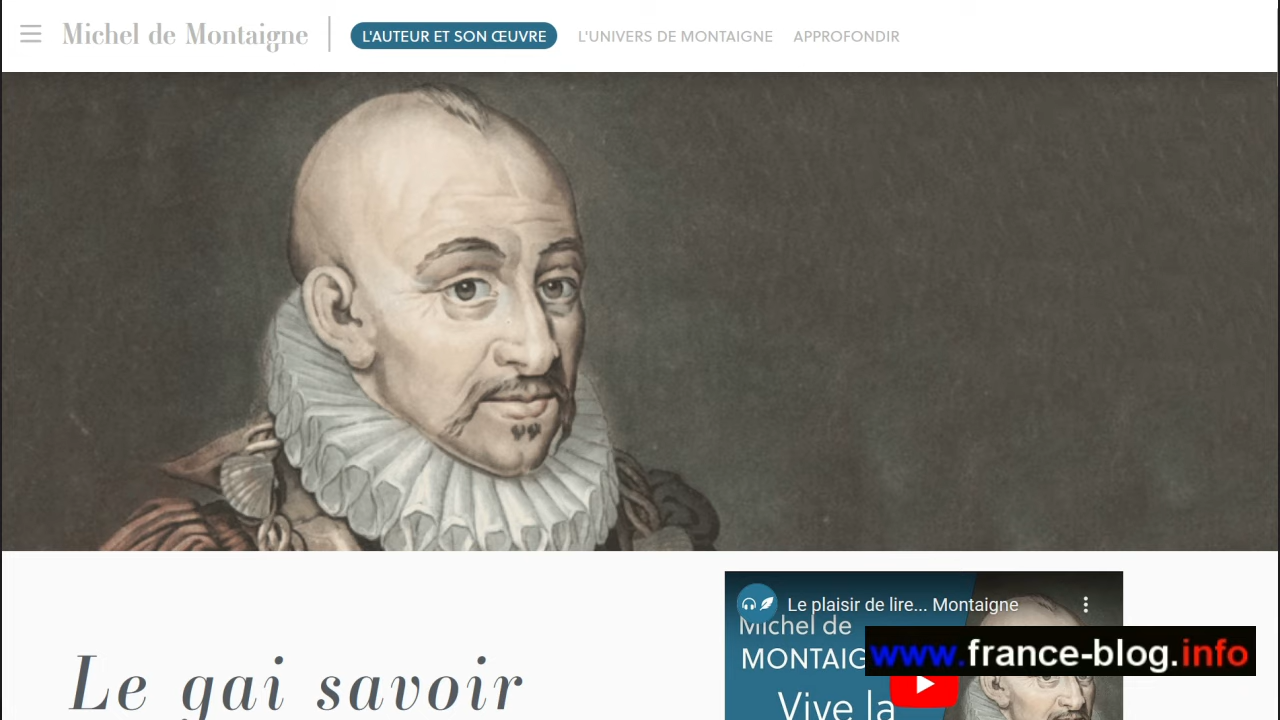 Michel de Montaigne
L'AUTEUR ET SON ŒUVRE
L'UNIVERS DE MONTAIGNE
APPROFONDIR
Le gai savoir
Le plaisir de lire... Montaigne
Michel de
MONTAIG
Vive la
www.france-blog.info